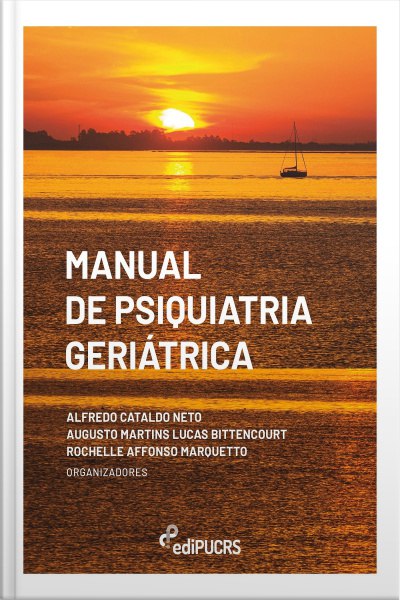 MANUAL
DE PSIQUIATRIA
GERIÁTRICA
ALFREDO CATALDO NETO
AUGUSTO MARTINS LUCAS BITTENCOURT
ROCHELLE AFFONSO MARQUETTO
ORGANIZADORES
ediPUCRS